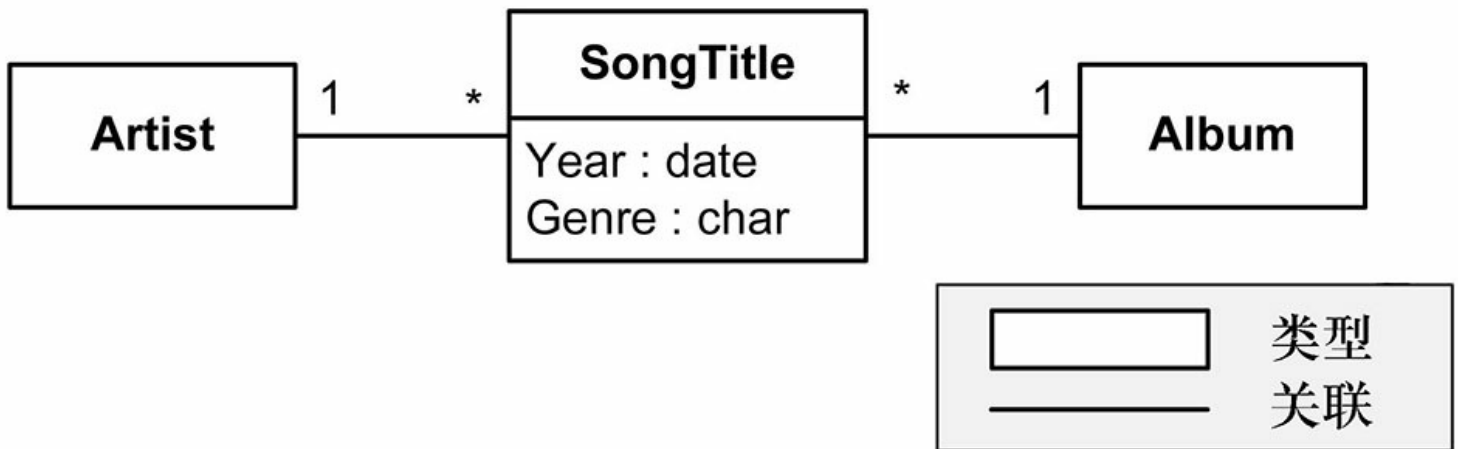 Artist
1
*
SongTitle
Year : date
Genre : char
*
1
Album
类型
关联